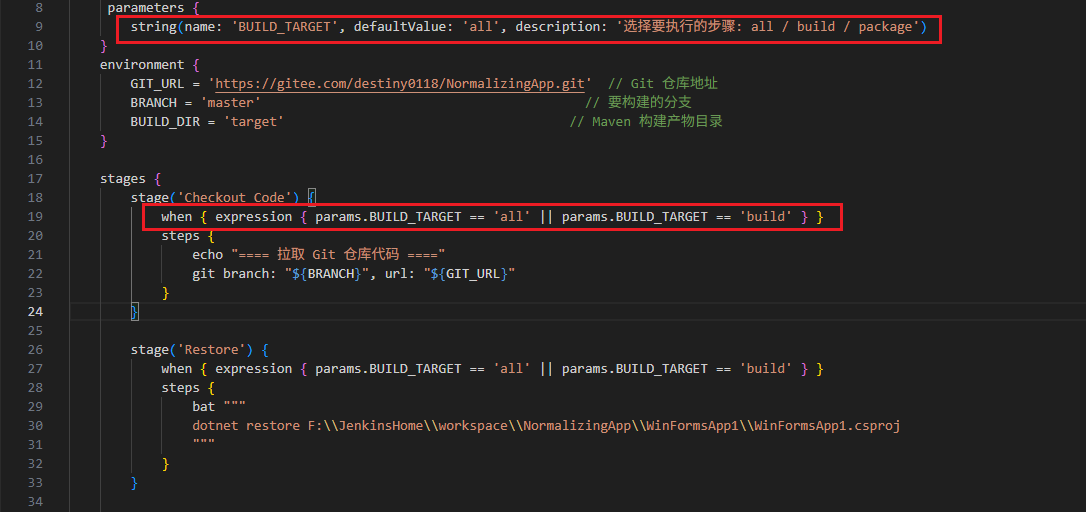 8 parameters {
9 string(name: 'BUILD_TARGET', defaultValue: 'all', description: '选择要执行的步骤: all / build / package')
10 }
11 environment {
12 GIT_URL = 'https://gitee.com/destiny0118/NormalizingApp.git' // Git 仓库地址
13 BRANCH = 'master' // 要构建的分支
14 BUILD_DIR = 'target' // Maven 构建产物目录
15 }
16
17 stages {
18 stage('Checkout Code') {
19 when { expression { params.BUILD_TARGET == 'all' || params.BUILD_TARGET == 'build' } }
20 steps {
21 echo "==== 拉取 Git 仓库代码 ===="
22 git branch: "${BRANCH}", url: "${GIT_URL}"
23 }
24 }
25
26 stage('Restore') {
27 when { expression { params.BUILD_TARGET == 'all' || params.BUILD_TARGET == 'build' } }
28 steps {
29 bat """
30 dotnet restore F:\\JenkinsHome\\workspace\\NormalizingApp\\WinFormsApp1\\WinFormsApp1.csproj
31 """
32 }
33 }
34